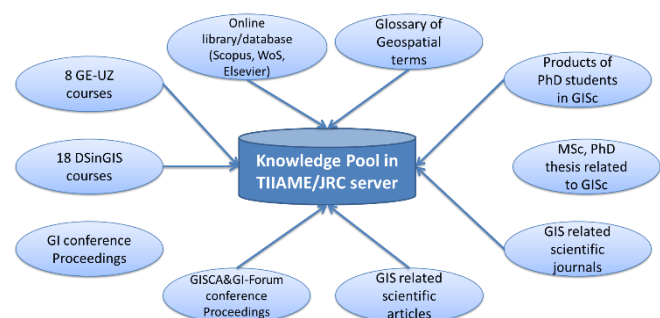 Online
library/database
(Scopus, WoS,
Elsevier)
Glossary of
Geospatial
terms
8 GE-UZ
courses
Products of
PhD students
in GISc
18 DSinGIS
courses
Knowledge Pool in
TIIAME/JRC server
MSc, PhD
thesis related
to GISc
GI conference
Proceedings
GIS related
scientific
journals
GISCA&GI-Forum
conference
Proceedings
GIS related
scientific
articles